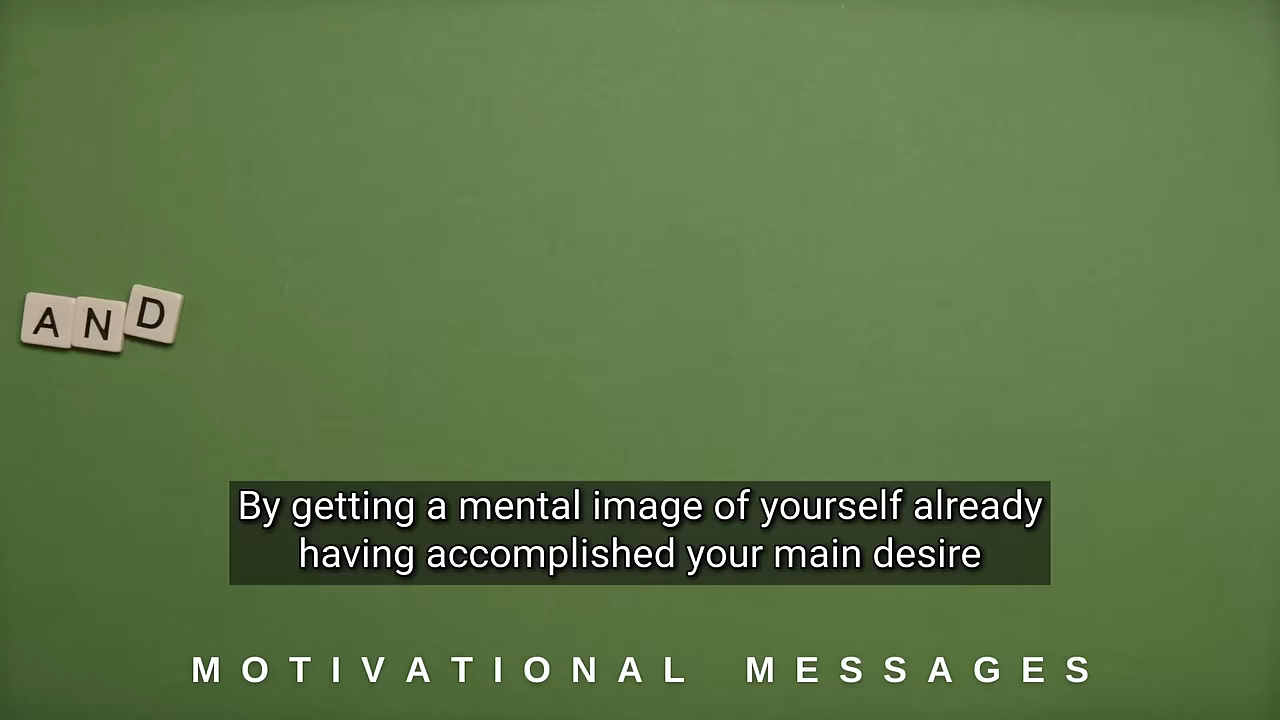 AND
By getting a mental image of yourself already
having accomplished your main desire
MOTIVATIONAL MESSAGES